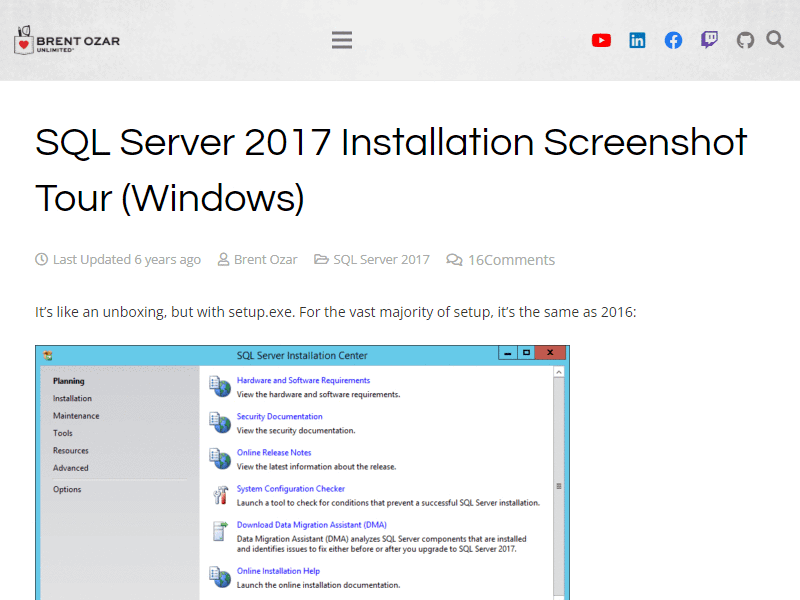 BRENT OZAR
UNLIMITED®
SQL Server 2017 Installation Screenshot
Tour (Windows)
Last Updated 6 years ago Brent Ozar SQL Server 2017 16Comments
It's like an unboxing, but with setup.exe. For the vast majority of setup, it's the same as 2016:
SQL Server Installation Center
Planning
Installation
Maintenance
Tools
Resources
Advanced
Options
Hardware and Software Requirements
View the hardware and software requirements.
Security Documentation
View the security documentation.
Online Release Notes
View the latest information about the release.
System Configuration Checker
Launch a tool to check for conditions that prevent a successful SQL Server installation.
Download Data Migration Assistant (DMA)
Data Migration Assistant (DMA) analyzes SQL Server components that are installed
and identifies issues to fix either before or after you upgrade to SQL Server 2017.
Online Installation Help
Launch the online installation documentation.